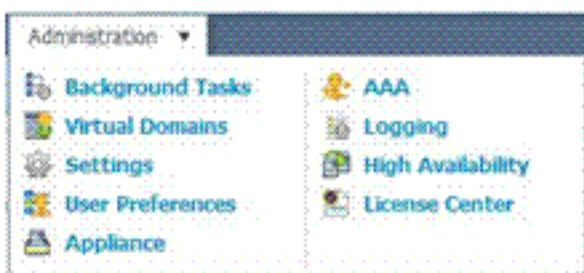 Administration ▼
Background Tasks
Virtual Domains
Settings
User Preferences
Appliance
AAA
Logging
High Availability
License Center